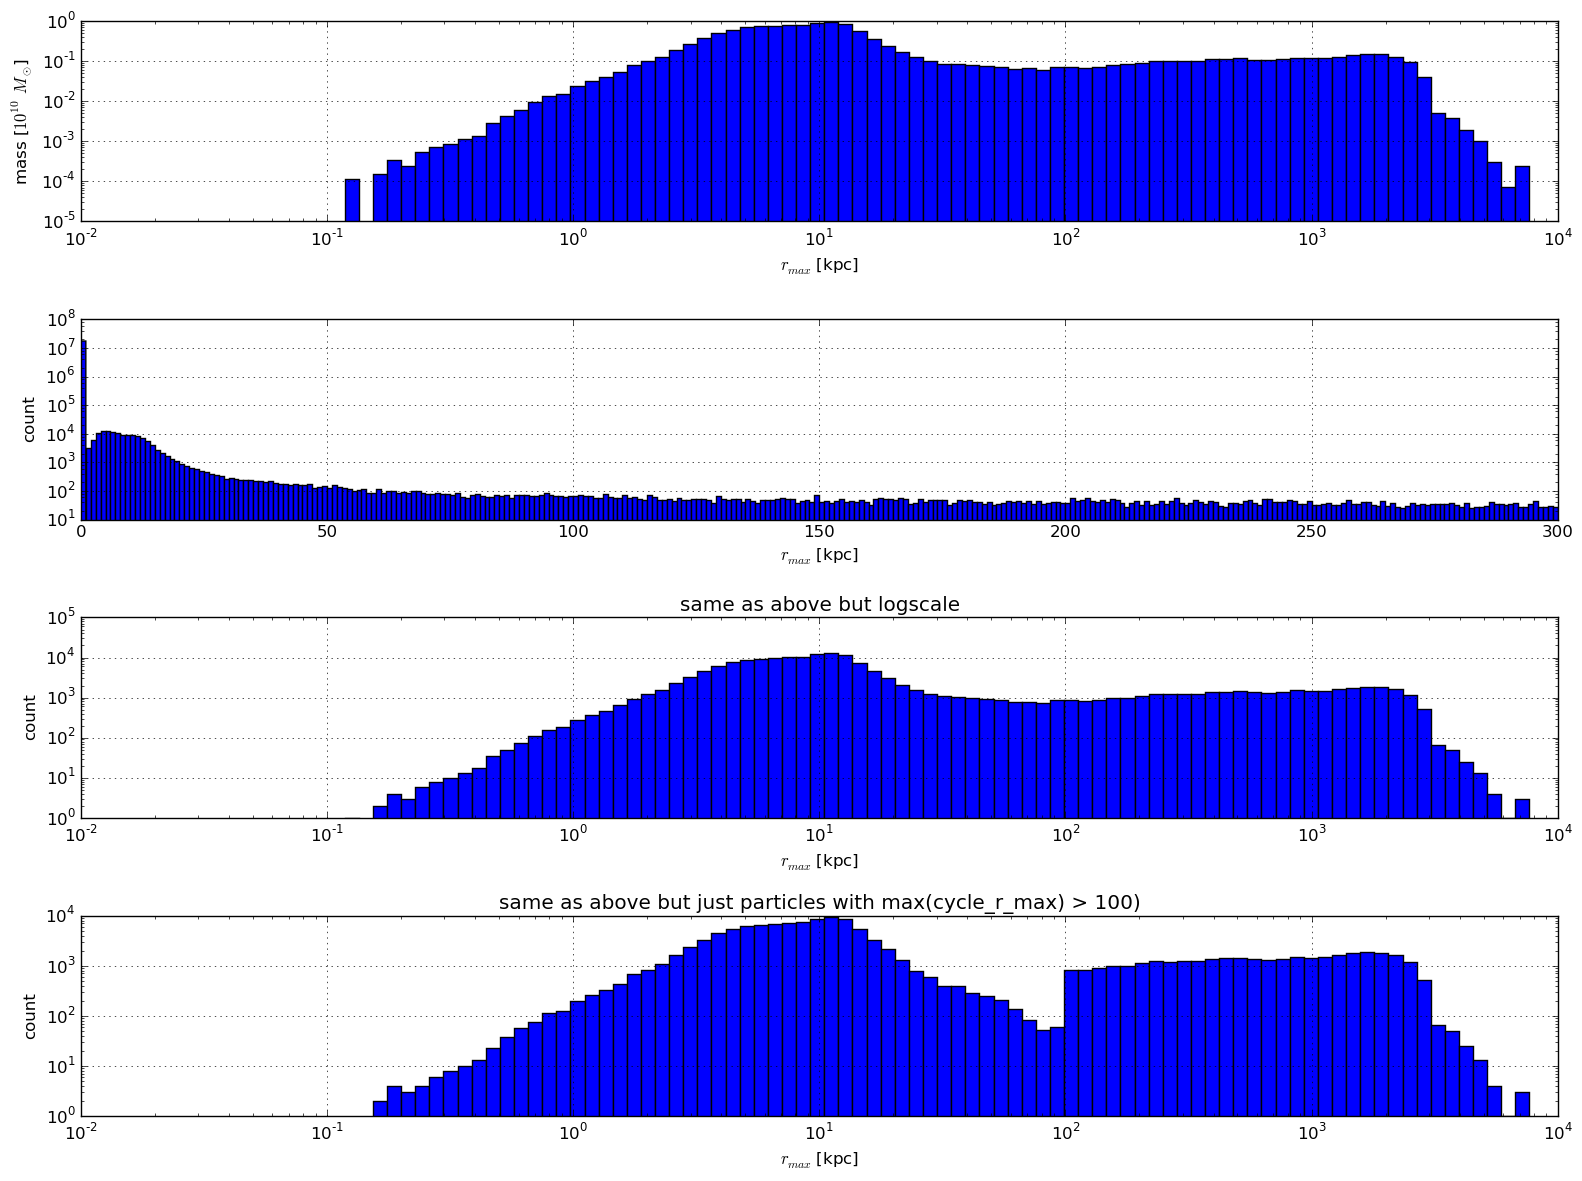 10^0
10^-1
10^-2
10^-3
10^-4
10^-5
mass [10^10 M_⊙]
10^-2 10^-1 10^0 10^1 10^2 10^3 10^4
r_max [kpc]
10^8
10^7
10^6
10^5
10^4
10^3
10^2
10^1
count
0 50 100 150 200 250 300
r_max [kpc]
same as above but logscale
10^5
10^4
10^3
10^2
10^1
10^0
count
10^-2 10^-1 10^0 10^1 10^2 10^3 10^4
r_max [kpc]
same as above but just particles with max(cycle_r_max) > 100)
10^4
10^3
10^2
10^1
10^0
count
10^-2 10^-1 10^0 10^1 10^2 10^3 10^4
r_max [kpc]